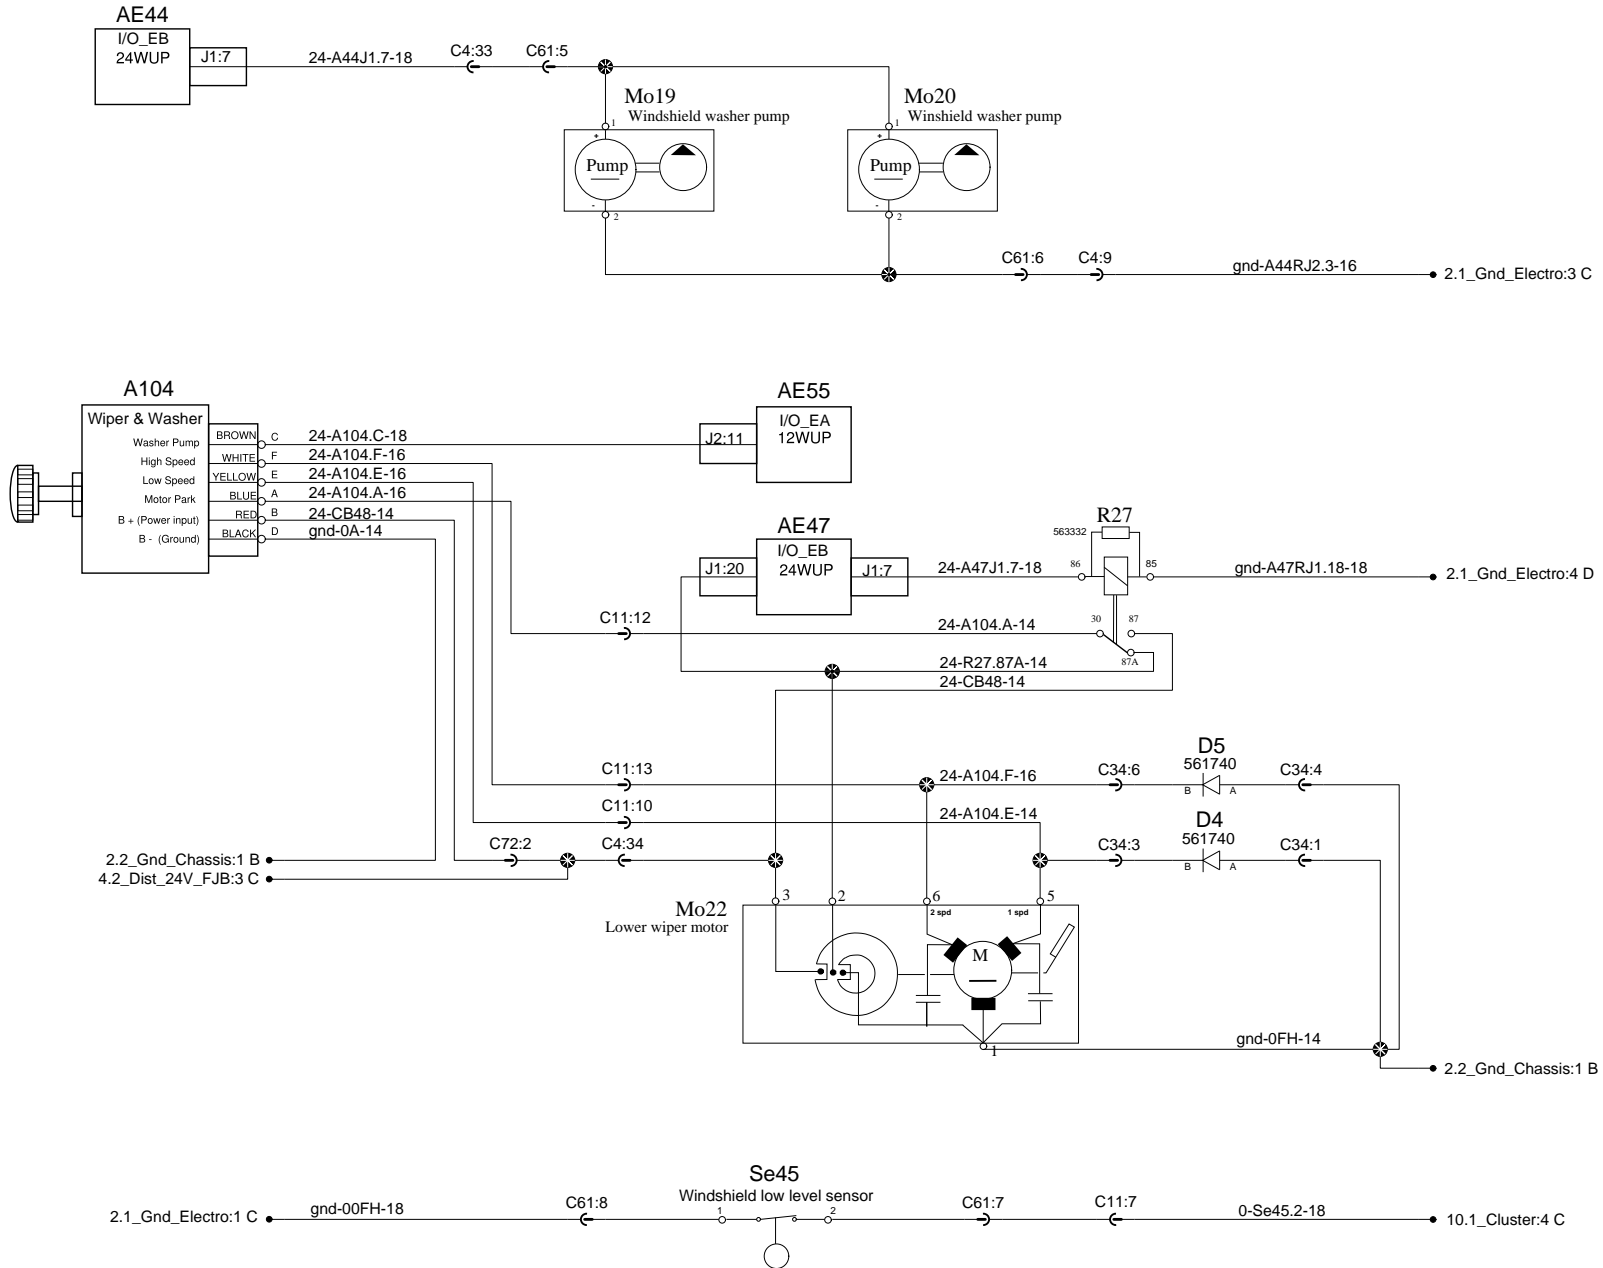 AE44
I/O_EB
24WUP
J1:7
24-A44J1.7-18
C4:33
C61:5
Mo19
Windshield washer pump
Mo20
Winshield washer pump
1
+
Pump
-
2
1
+
Pump
-
2
C61:6
C4:9
gnd-A44RJ2.3-16
2.1_Gnd_Electro:3 C
A104
Wiper & Washer
Washer Pump
BROWN
C
24-A104.C-18
High Speed
WHITE
F
24-A104.F-16
Low Speed
YELLOW
E
24-A104.E-16
Motor Park
BLUE
A
24-A104.A-16
B + (Power input)
RED
B
24-CB48-14
B - (Ground)
BLACK
D
gnd-0A-14
AE55
I/O_EA
12WUP
J2:11
AE47
I/O_EB
24WUP
J1:20
J1:7
24-A47J1.7-18
R27
563332
86
85
gnd-A47RJ1.18-18
2.1_Gnd_Electro:4 D
C11:12
24-A104.A-14
30
87
87A
24-R27.87A-14
24-CB48-14
C11:13
24-A104.F-16
C34:6
D5
561740
B
A
C34:4
C11:10
24-A104.E-14
D4
561740
2.2_Gnd_Chassis:1 B
4.2_Dist_24V_FJB:3 C
C72:2
C4:34
C34:3
B
A
C34:1
Mo22
Lower wiper motor
3
2
6
5
2 spd
1 spd
M
1
gnd-0FH-14
2.2_Gnd_Chassis:1 B
Se45
Windshield low level sensor
2.1_Gnd_Electro:1 C
gnd-00FH-18
C61:8
1
2
C61:7
C11:7
0-Se45.2-18
10.1_Cluster:4 C